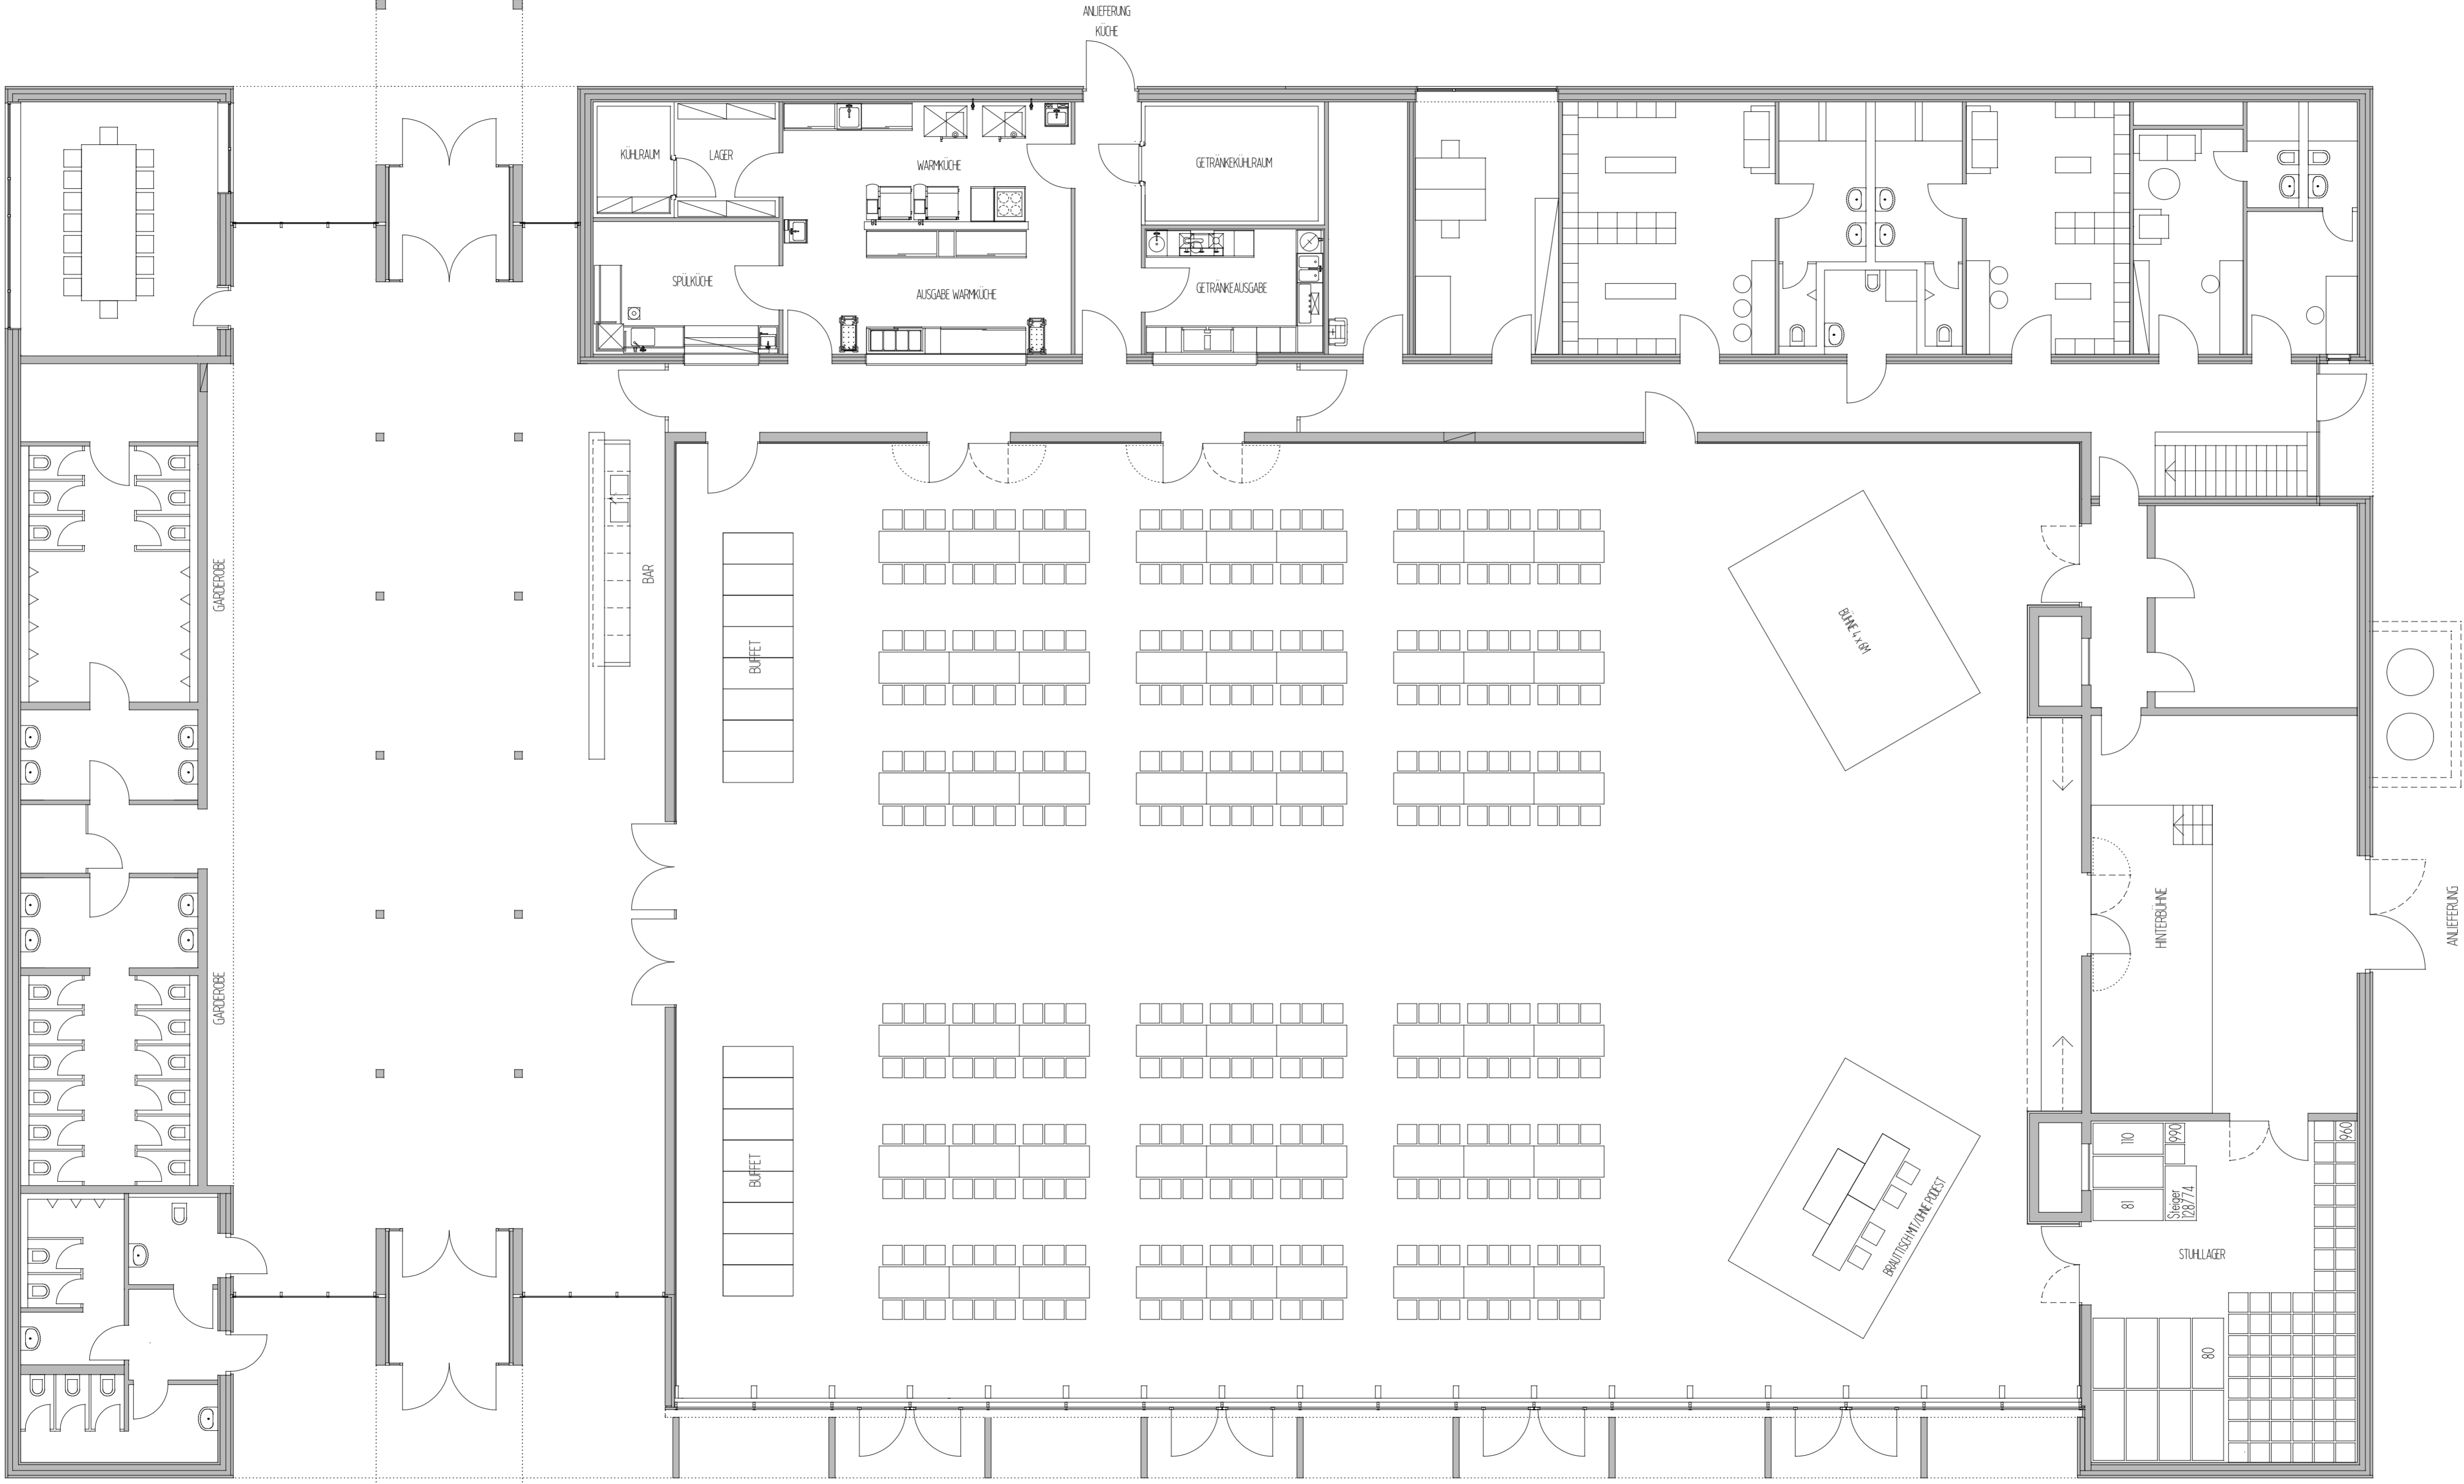 ANLIEFERUNG
KÜCHE
KÜHLRAUM
LAGER
WARMKÜCHE
GETRÄNKEKÜHLRAUM
SPÜLKÜCHE
AUSGABE WARMKÜCHE
GETRÄNKEAUSGABE
GARDEROBE
BAR
BUFFET
BÜHNE 4 x 6M
HINTERBÜHNE
ANLIEFERUNG
GARDEROBE
BUFFET
BRAUTTISCH MIT/OHNE PODEST
110
990
960
81
Steiger
128/74
STUHLLAGER
80